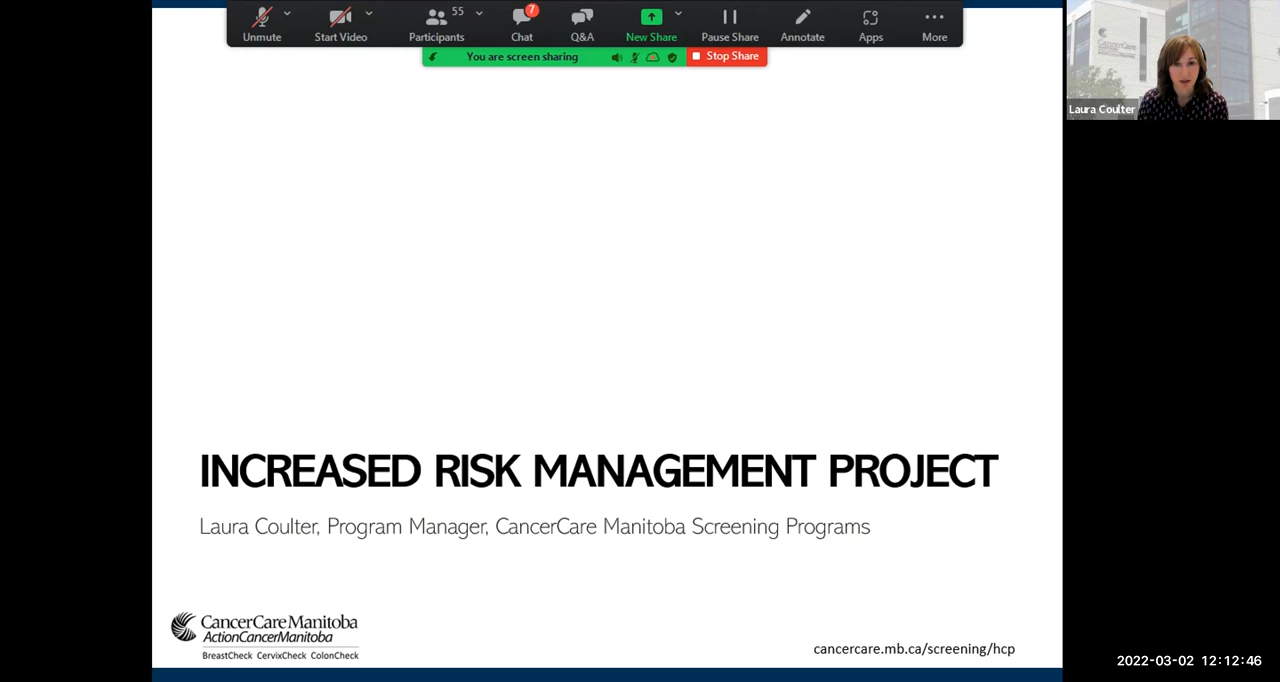 55
7
Unmute
Start Video
Participants
Chat
Q&A
New Share
Pause Share
Annotate
Apps
More
You are screen sharing
Stop Share
CancerCare
Laura Coulter
INCREASED RISK MANAGEMENT PROJECT
Laura Coulter, Program Manager, CancerCare Manitoba Screening Programs
CancerCare Manitoba
ActionCancerManitoba
BreastCheck CervixCheck ColonCheck
cancercare.mb.ca/screening/hcp
2022-03-02 12:12:46